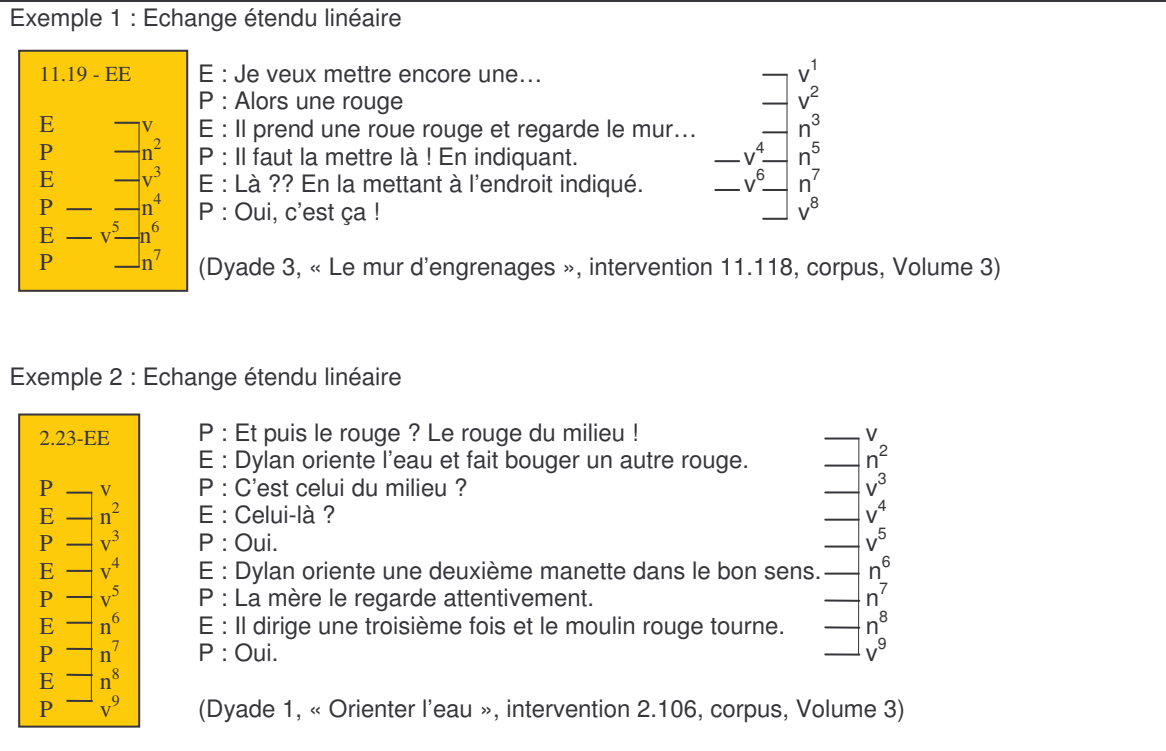 Exemple 1 : Echange étendu linéaire
11.19 - EE
E v
P n²
E v³
P n⁴
E v⁵ n⁶
P n⁷
E : Je veux mettre encore une… v¹
P : Alors une rouge v²
E : Il prend une roue rouge et regarde le mur… n³
P : Il faut la mettre là ! En indiquant. v⁴ n⁵
E : Là ?? En la mettant à l'endroit indiqué. v⁶ n⁷
P : Oui, c'est ça ! v⁸
(Dyade 3, « Le mur d'engrenages », intervention 11.118, corpus, Volume 3)
Exemple 2 : Echange étendu linéaire
2.23-EE
P v
E n²
P v³
E v⁴
P v⁵
E n⁶
P n⁷
E n⁸
P v⁹
P : Et puis le rouge ? Le rouge du milieu ! v
E : Dylan oriente l'eau et fait bouger un autre rouge. n²
P : C'est celui du milieu ? v³
E : Celui-là ? v⁴
P : Oui. v⁵
E : Dylan oriente une deuxième manette dans le bon sens. n⁶
P : La mère le regarde attentivement. n⁷
E : Il dirige une troisième fois et le moulin rouge tourne. n⁸
P : Oui. v⁹
(Dyade 1, « Orienter l'eau », intervention 2.106, corpus, Volume 3)